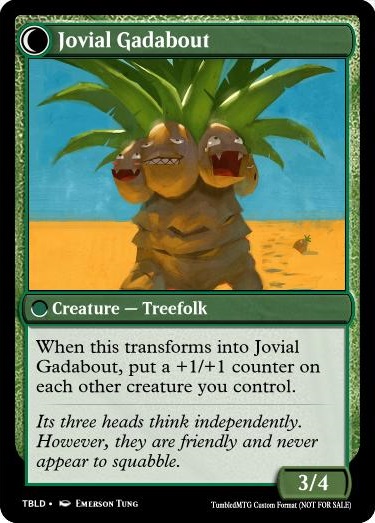 Jovial Gadabout
Creature — Treefolk
When this transforms into Jovial
Gadabout, put a +1/+1 counter on
each other creature you control.
Its three heads think independently.
However, they are friendly and never
appear to squabble.
3/4
TBLD • Emerson Tung
TumbledMTG Custom Format (NOT FOR SALE)